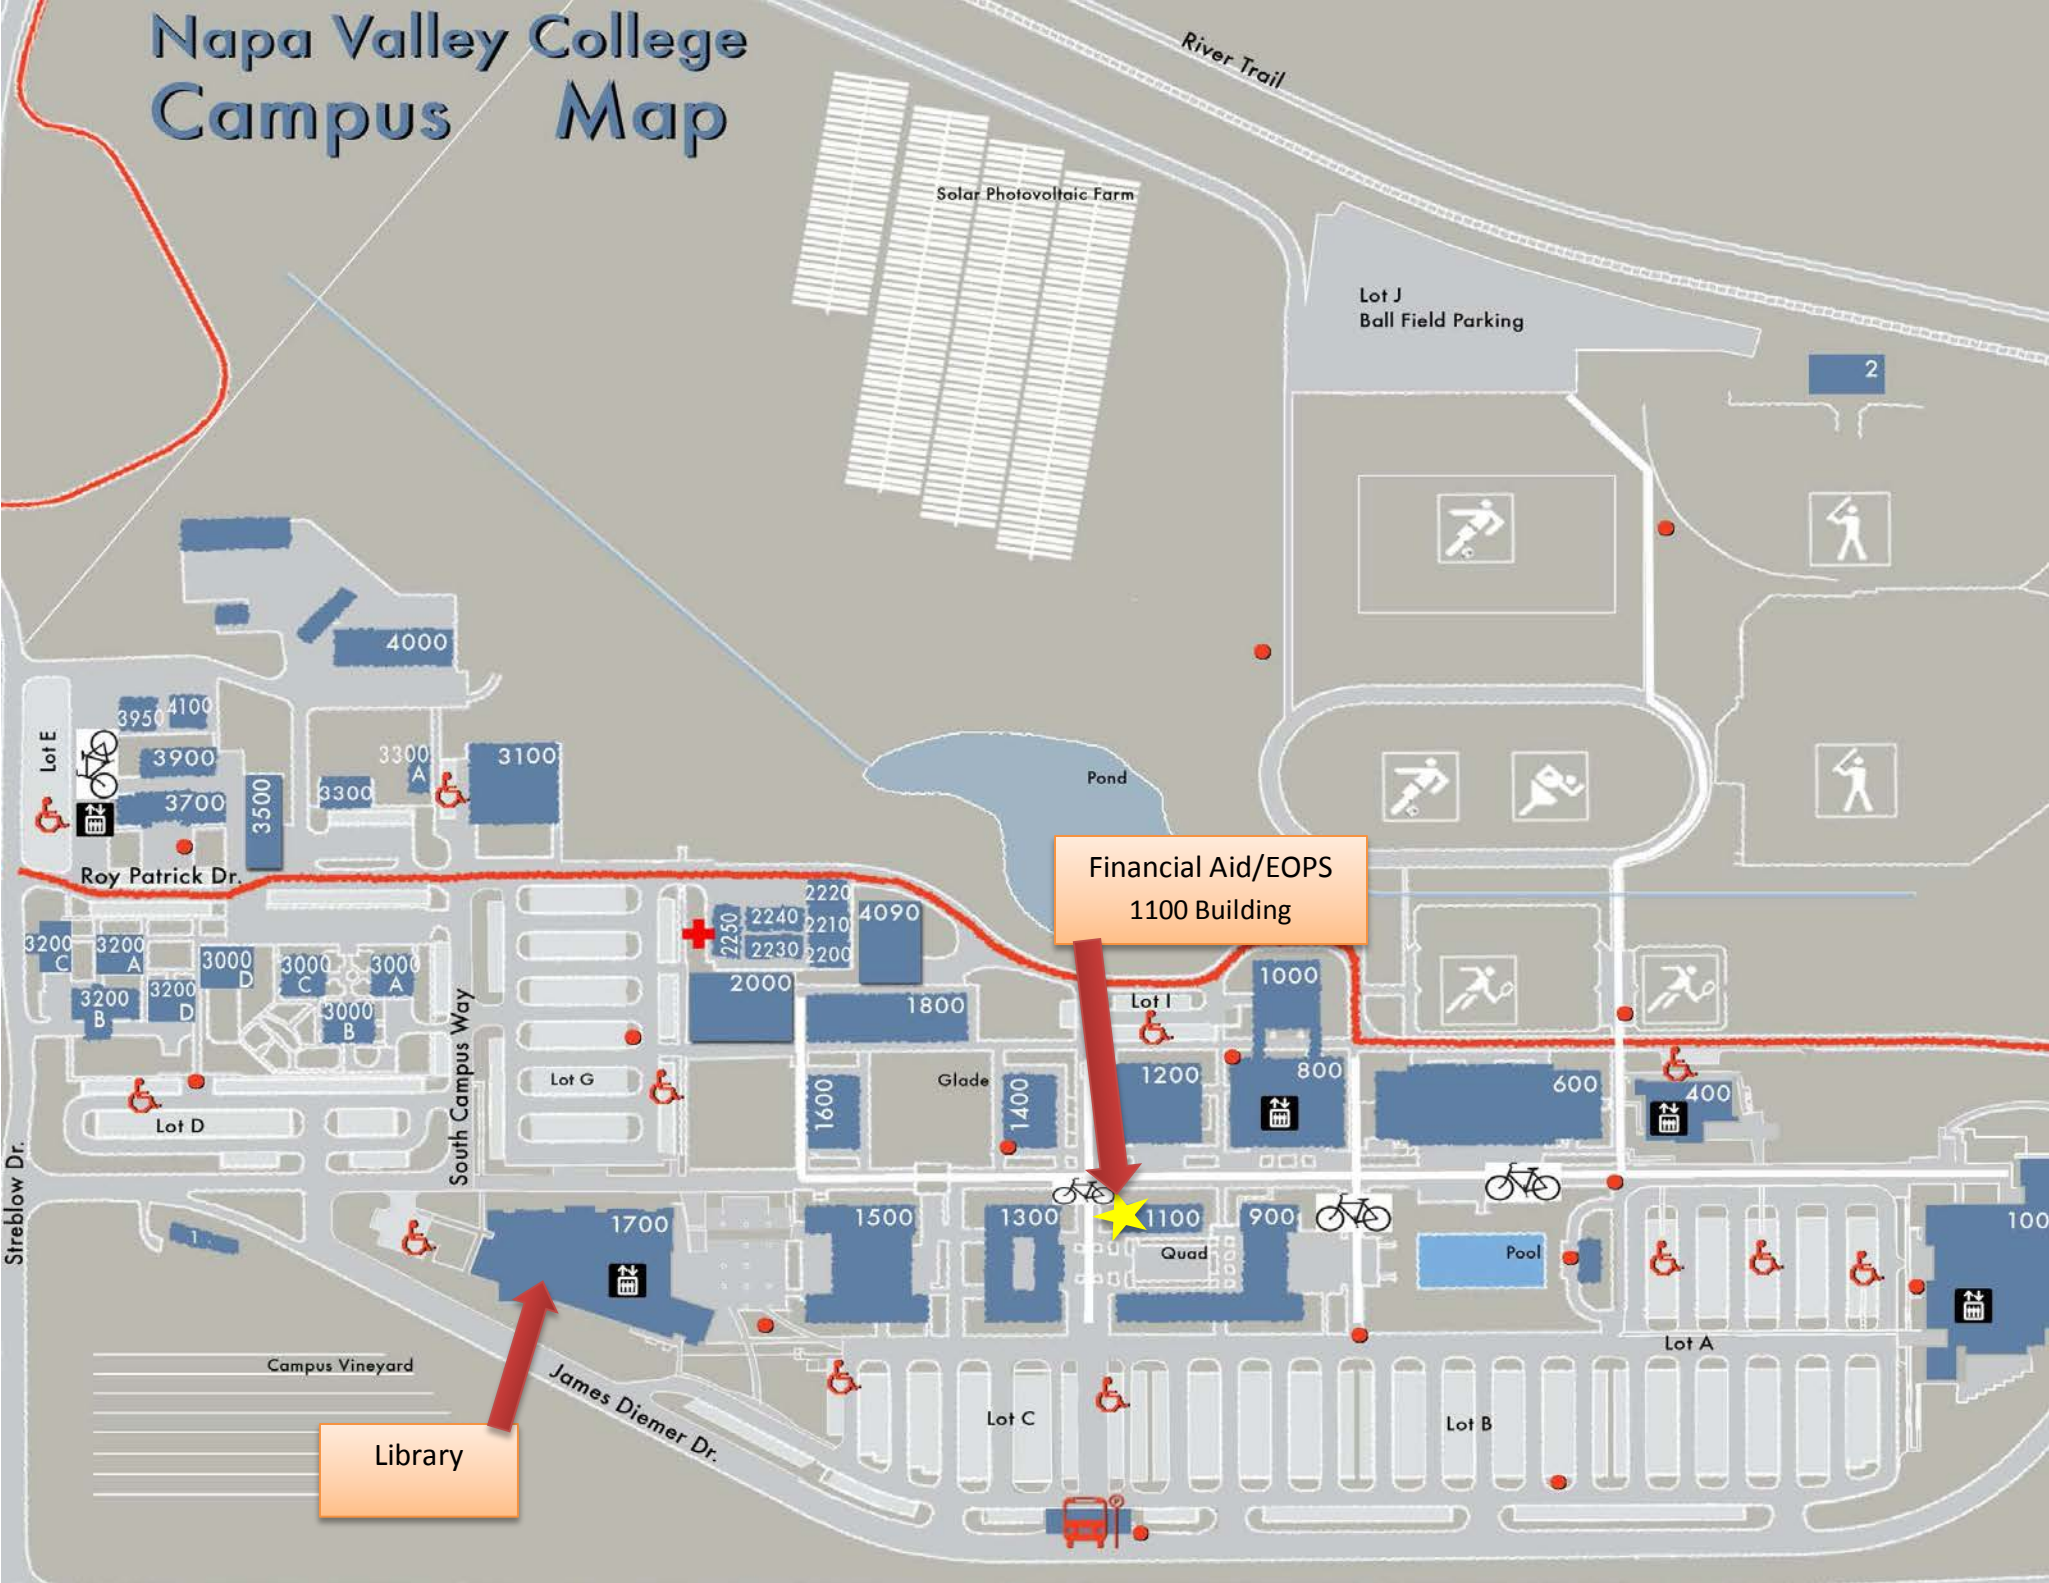 Napa Valley College
Campus Map
River Trail
Solar Photovoltaic Farm
Lot J
Ball Field Parking
2
4000
3950
4100
Lot E
3900
3300
A
3100
3700
3500
3300
Pond
Roy Patrick Dr.
Financial Aid/EOPS
1100 Building
2220
2250
2240
2210
4090
2230
2200
3200
C
3200
A
3000
D
3000
C
3000
A
3200
B
3200
D
3000
B
2000
1800
1000
Lot I
South Campus Way
Lot G
Glade
1600
1400
1200
800
600
400
Lot D
Streblow Dr.
1
1700
1500
1300
1100
900
Quad
Pool
100
Lot A
Campus Vineyard
James Diemer Dr.
Lot C
Lot B
Library
P